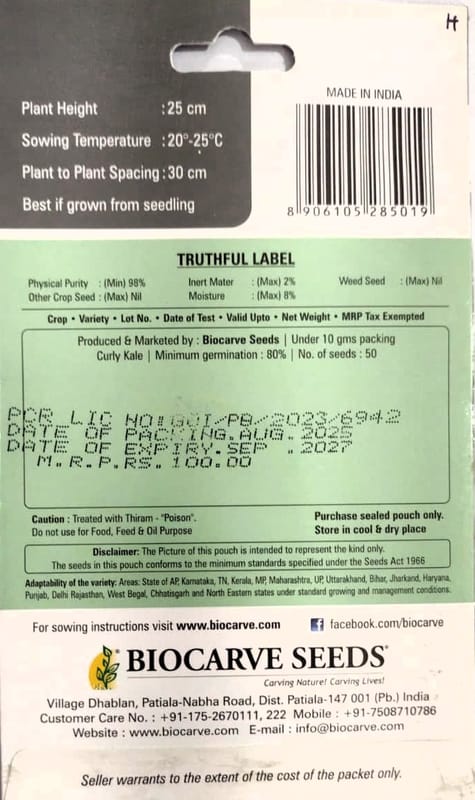 H
Plant Height : 25 cm
Sowing Temperature : 20°-25°C
Plant to Plant Spacing : 30 cm
Best if grown from seedling
MADE IN INDIA
8 906105 285019
TRUTHFUL LABEL
Physical Purity : (Min) 98% Inert Mater : (Max) 2% Weed Seed : (Max) Nil
Other Crop Seed : (Max) Nil Moisture : (Max) 8%
Crop • Variety • Lot No. • Date of Test • Valid Upto • Net Weight • MRP Tax Exempted
Produced & Marketed by : Biocarve Seeds | Under 10 gms packing
Curly Kale | Minimum germination : 80% | No. of seeds : 50
PCR LIC NO: GOI/PB/2023/6942
DATE OF PACKING.AUG. 2025
DATE OF EXPIRY.SEP .2027
M.R.P.RS. 100.00
Caution : Treated with Thiram - "Poison".
Do not use for Food, Feed & Oil Purpose
Purchase sealed pouch only.
Store in cool & dry place
Disclaimer: The Picture of this pouch is intended to represent the kind only.
The seeds in this pouch conforms to the minimum standards specified under the Seeds Act 1966
Adaptability of the variety: Areas: State of AP, Karnataka, TN, Kerala, MP, Maharashtra, UP, Uttarakhand, Bihar, Jharkand, Haryana,
Punjab, Delhi Rajasthan, West Begal, Chhatisgarh and North Eastern states under standard growing and management conditions.
For sowing instructions visit www.biocarve.com f facebook.com/biocarve
BIOCARVE SEEDS®
Carving Nature! Carving Lives!
Village Dhablan, Patiala-Nabha Road, Dist. Patiala-147 001 (Pb.) India
Customer Care No. : +91-175-2670111, 222 Mobile : +91-7508710786
Website : www.biocarve.com E-mail : info@biocarve.com
Seller warrants to the extent of the cost of the packet only.